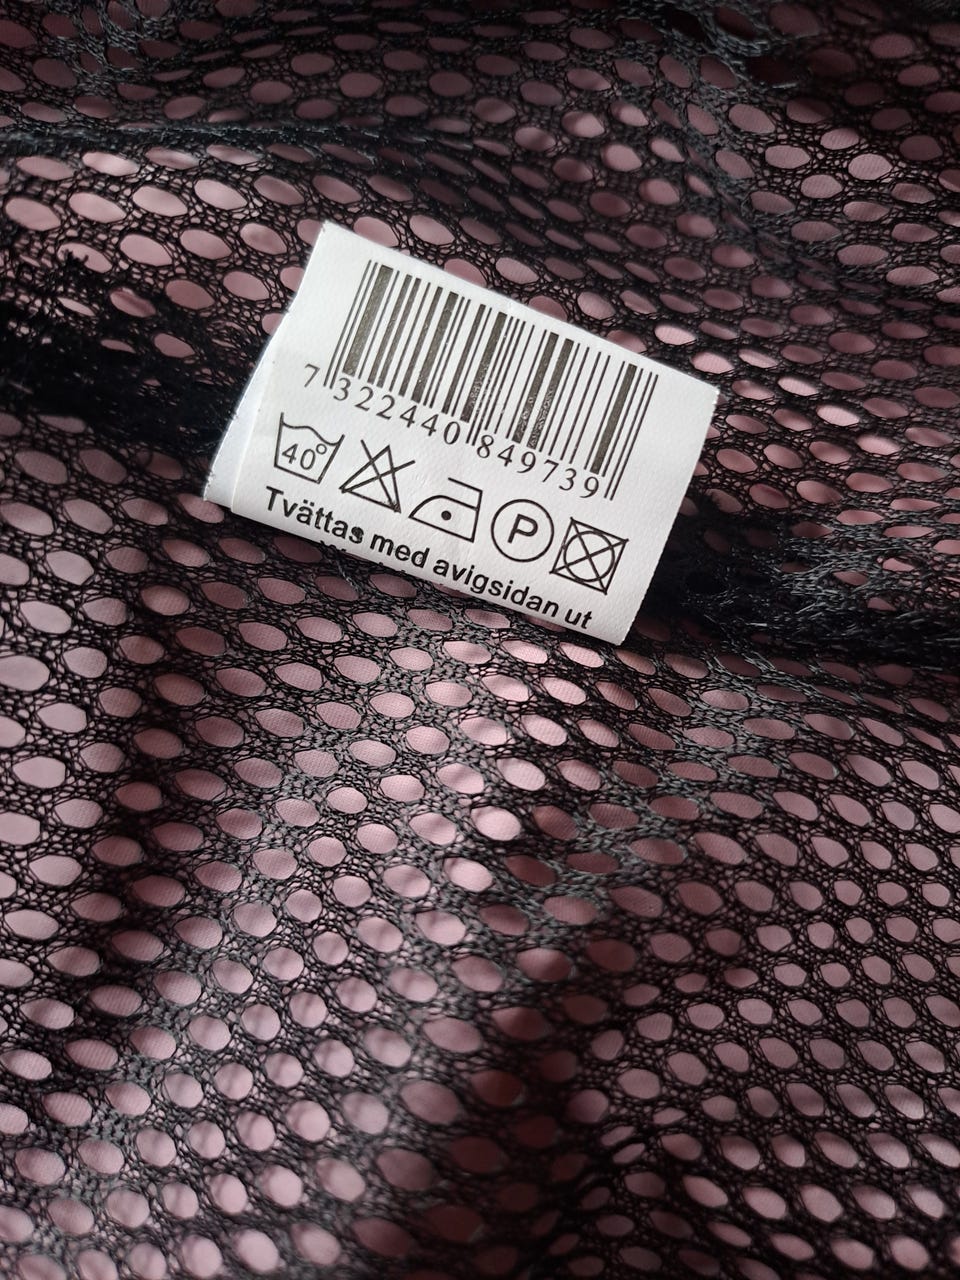 7 322440 849739
40° P
Tvättas med avigsidan ut